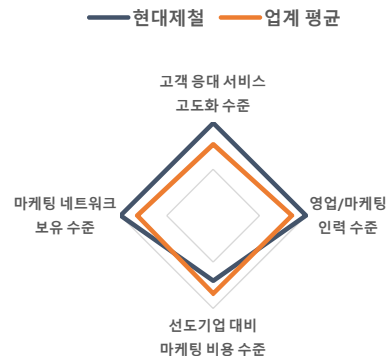 현대제철 업계 평균
고객 응대 서비스
고도화 수준
마케팅 네트워크
보유 수준
영업/마케팅
인력 수준
선도기업 대비
마케팅 비용 수준